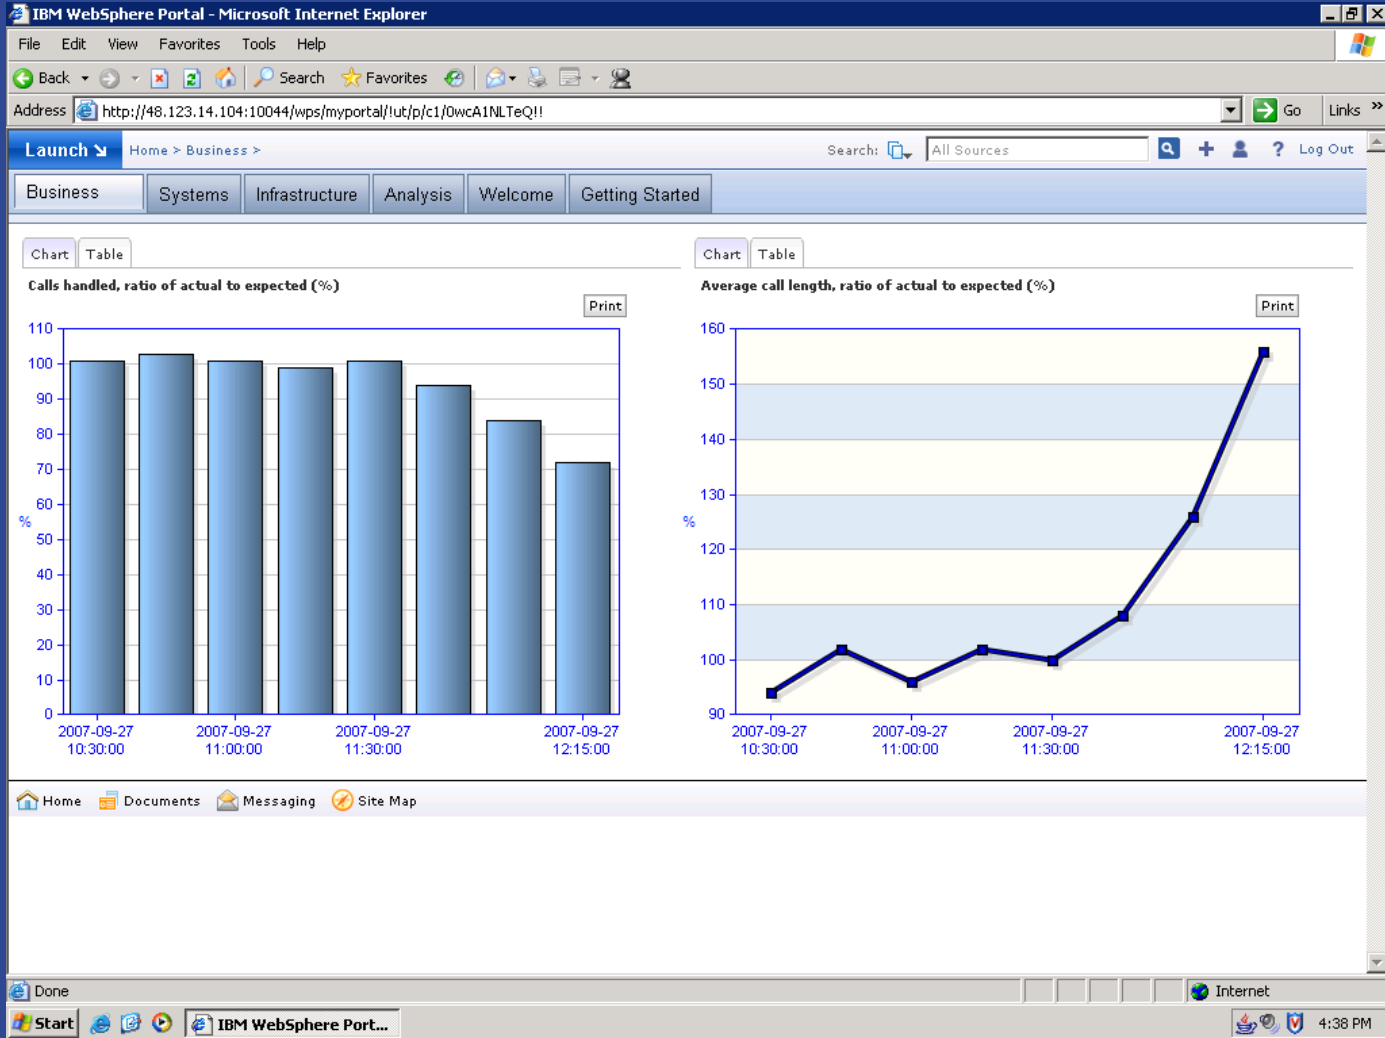 IBM WebSphere Portal - Microsoft Internet Explorer
File Edit View Favorites Tools Help
Back Search Favorites
Address http://48.123.14.104:10044/wps/myportal/!ut/p/c1/0wcA1NLTeQ!! Go Links »
Launch Home > Business > Search: All Sources ? Log Out
Business Systems Infrastructure Analysis Welcome Getting Started
Chart Table
Calls handled, ratio of actual to expected (%)
Print
110
100
90
80
70
60
%
50
40
30
20
10
0
2007-09-27 2007-09-27 2007-09-27 2007-09-27
10:30:00 11:00:00 11:30:00 12:15:00
Chart Table
Average call length, ratio of actual to expected (%)
Print
160
150
140
130
%
120
110
100
90
2007-09-27 2007-09-27 2007-09-27 2007-09-27
10:30:00 11:00:00 11:30:00 12:15:00
Home Documents Messaging Site Map
Done Internet
Start IBM WebSphere Port... 4:38 PM